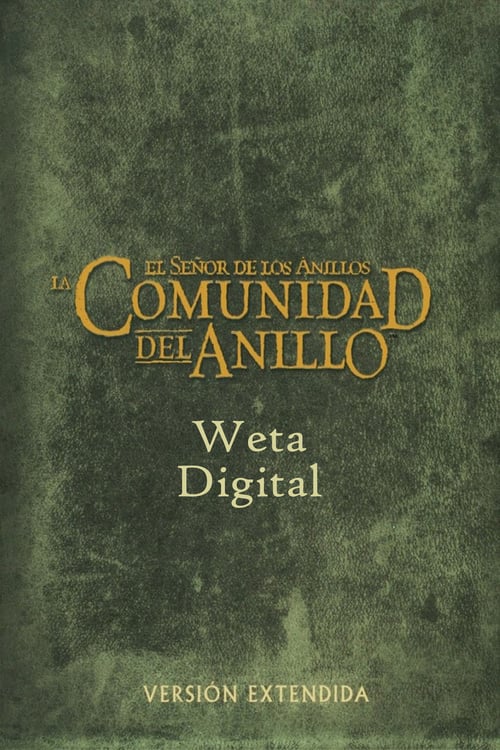 EL SEÑOR DE LOS ANILLOS
LA COMUNIDAD
DEL ANILLO
Weta
Digital
VERSIÓN EXTENDIDA